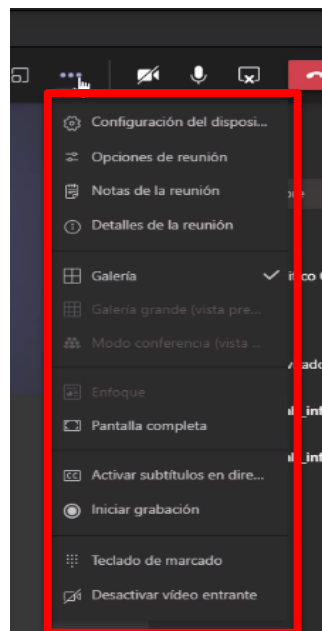 Configuración del disposi...
Opciones de reunión
Notas de la reunión
Detalles de la reunión
Galería
Galería grande (vista pre...
Modo conferencia (vista ...
Enfoque
Pantalla completa
CC Activar subtítulos en dire...
Iniciar grabación
Teclado de marcado
Desactivar vídeo entrante